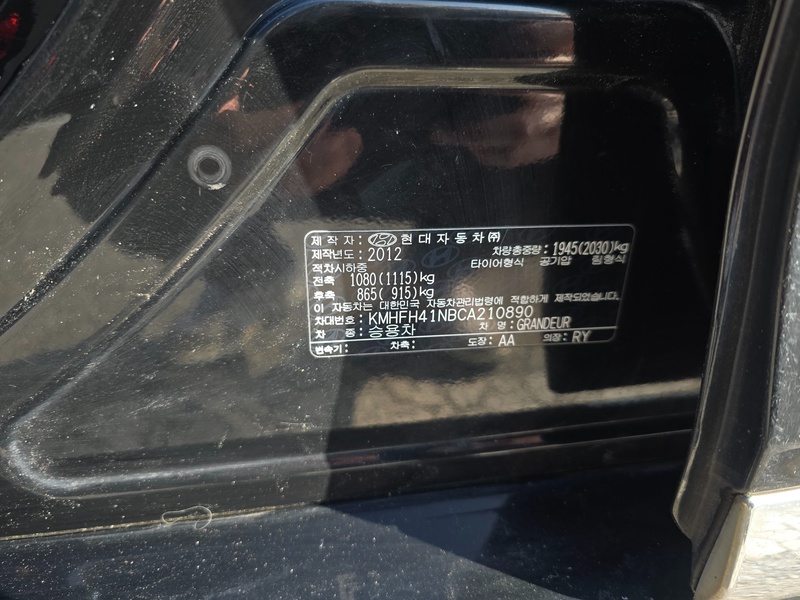 제 작 자 : 현대자동차㈜
제작년도 : 2012 차량총중량 : 1945(2030)kg
적차시하중 타이어형식 공기압 림형식
전축 1080(1115)kg
후축 865( 915)kg
이 자동차는 대한민국 자동차관리법령에 적합하게 제작되었습니다.
차대번호 : KMHFH41NBCA210890
차 종 : 승용차 차 명 : GRANDEUR
변속기 : 차축 : 도장 : AA 의장 : RY